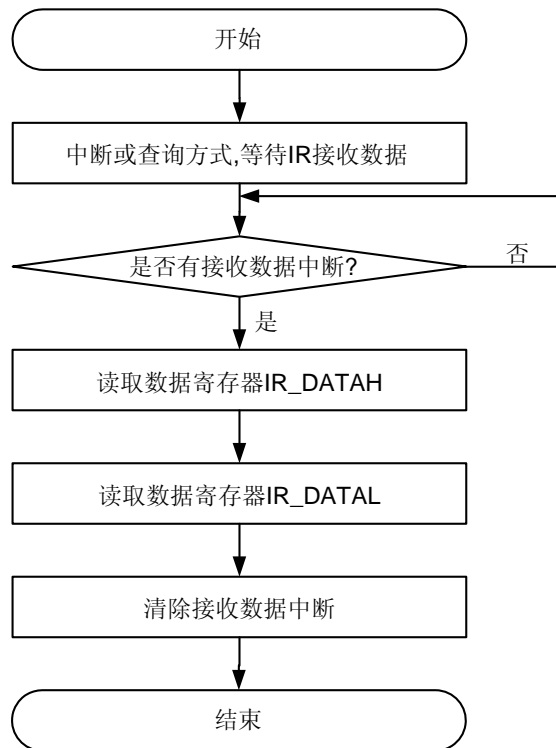 开始
中断或查询方式,等待IR接收数据
是否有接收数据中断?
否
是
读取数据寄存器IR_DATAH
读取数据寄存器IR_DATAL
清除接收数据中断
结束